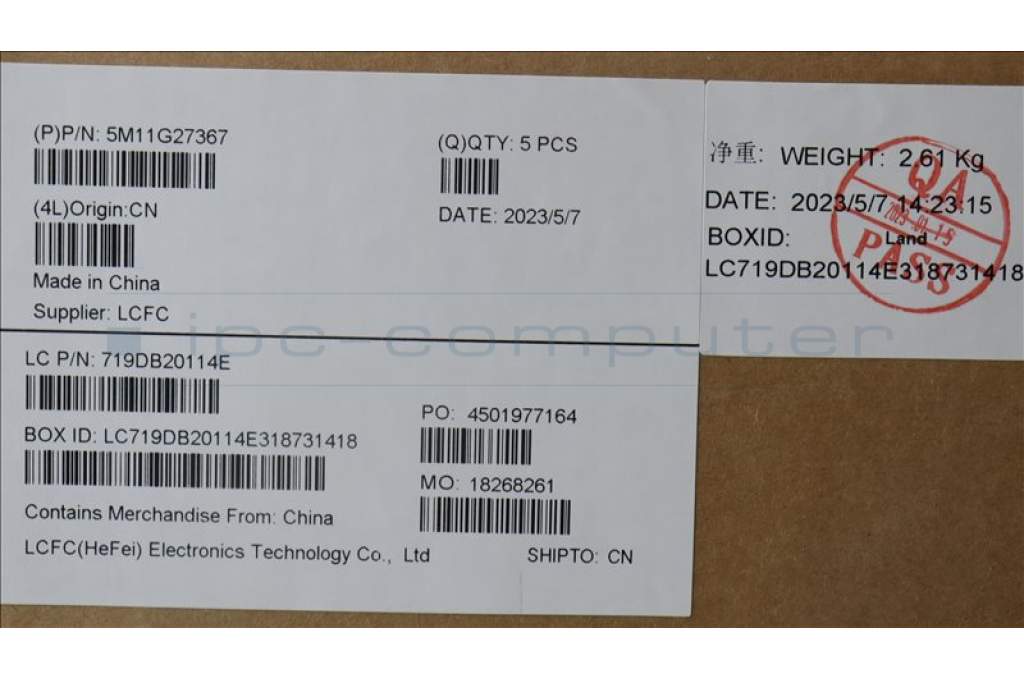 (P)P/N: 5M11G27367
(Q)QTY: 5 PCS
(4L)Origin:CN
DATE: 2023/5/7
Made in China
Supplier: LCFC
LC P/N: 719DB20114E
PO: 4501977164
BOX ID: LC719DB20114E318731418
MO: 18268261
Contains Merchandise From: China
LCFC(HeFei) Electronics Technology Co., Ltd
SHIPTO: CN
净重: WEIGHT: 2.61 Kg
DATE: 2023/5/7 14:23:15
BOXID: Land
LC719DB20114E318731418
QA
PASS
ipc-computer